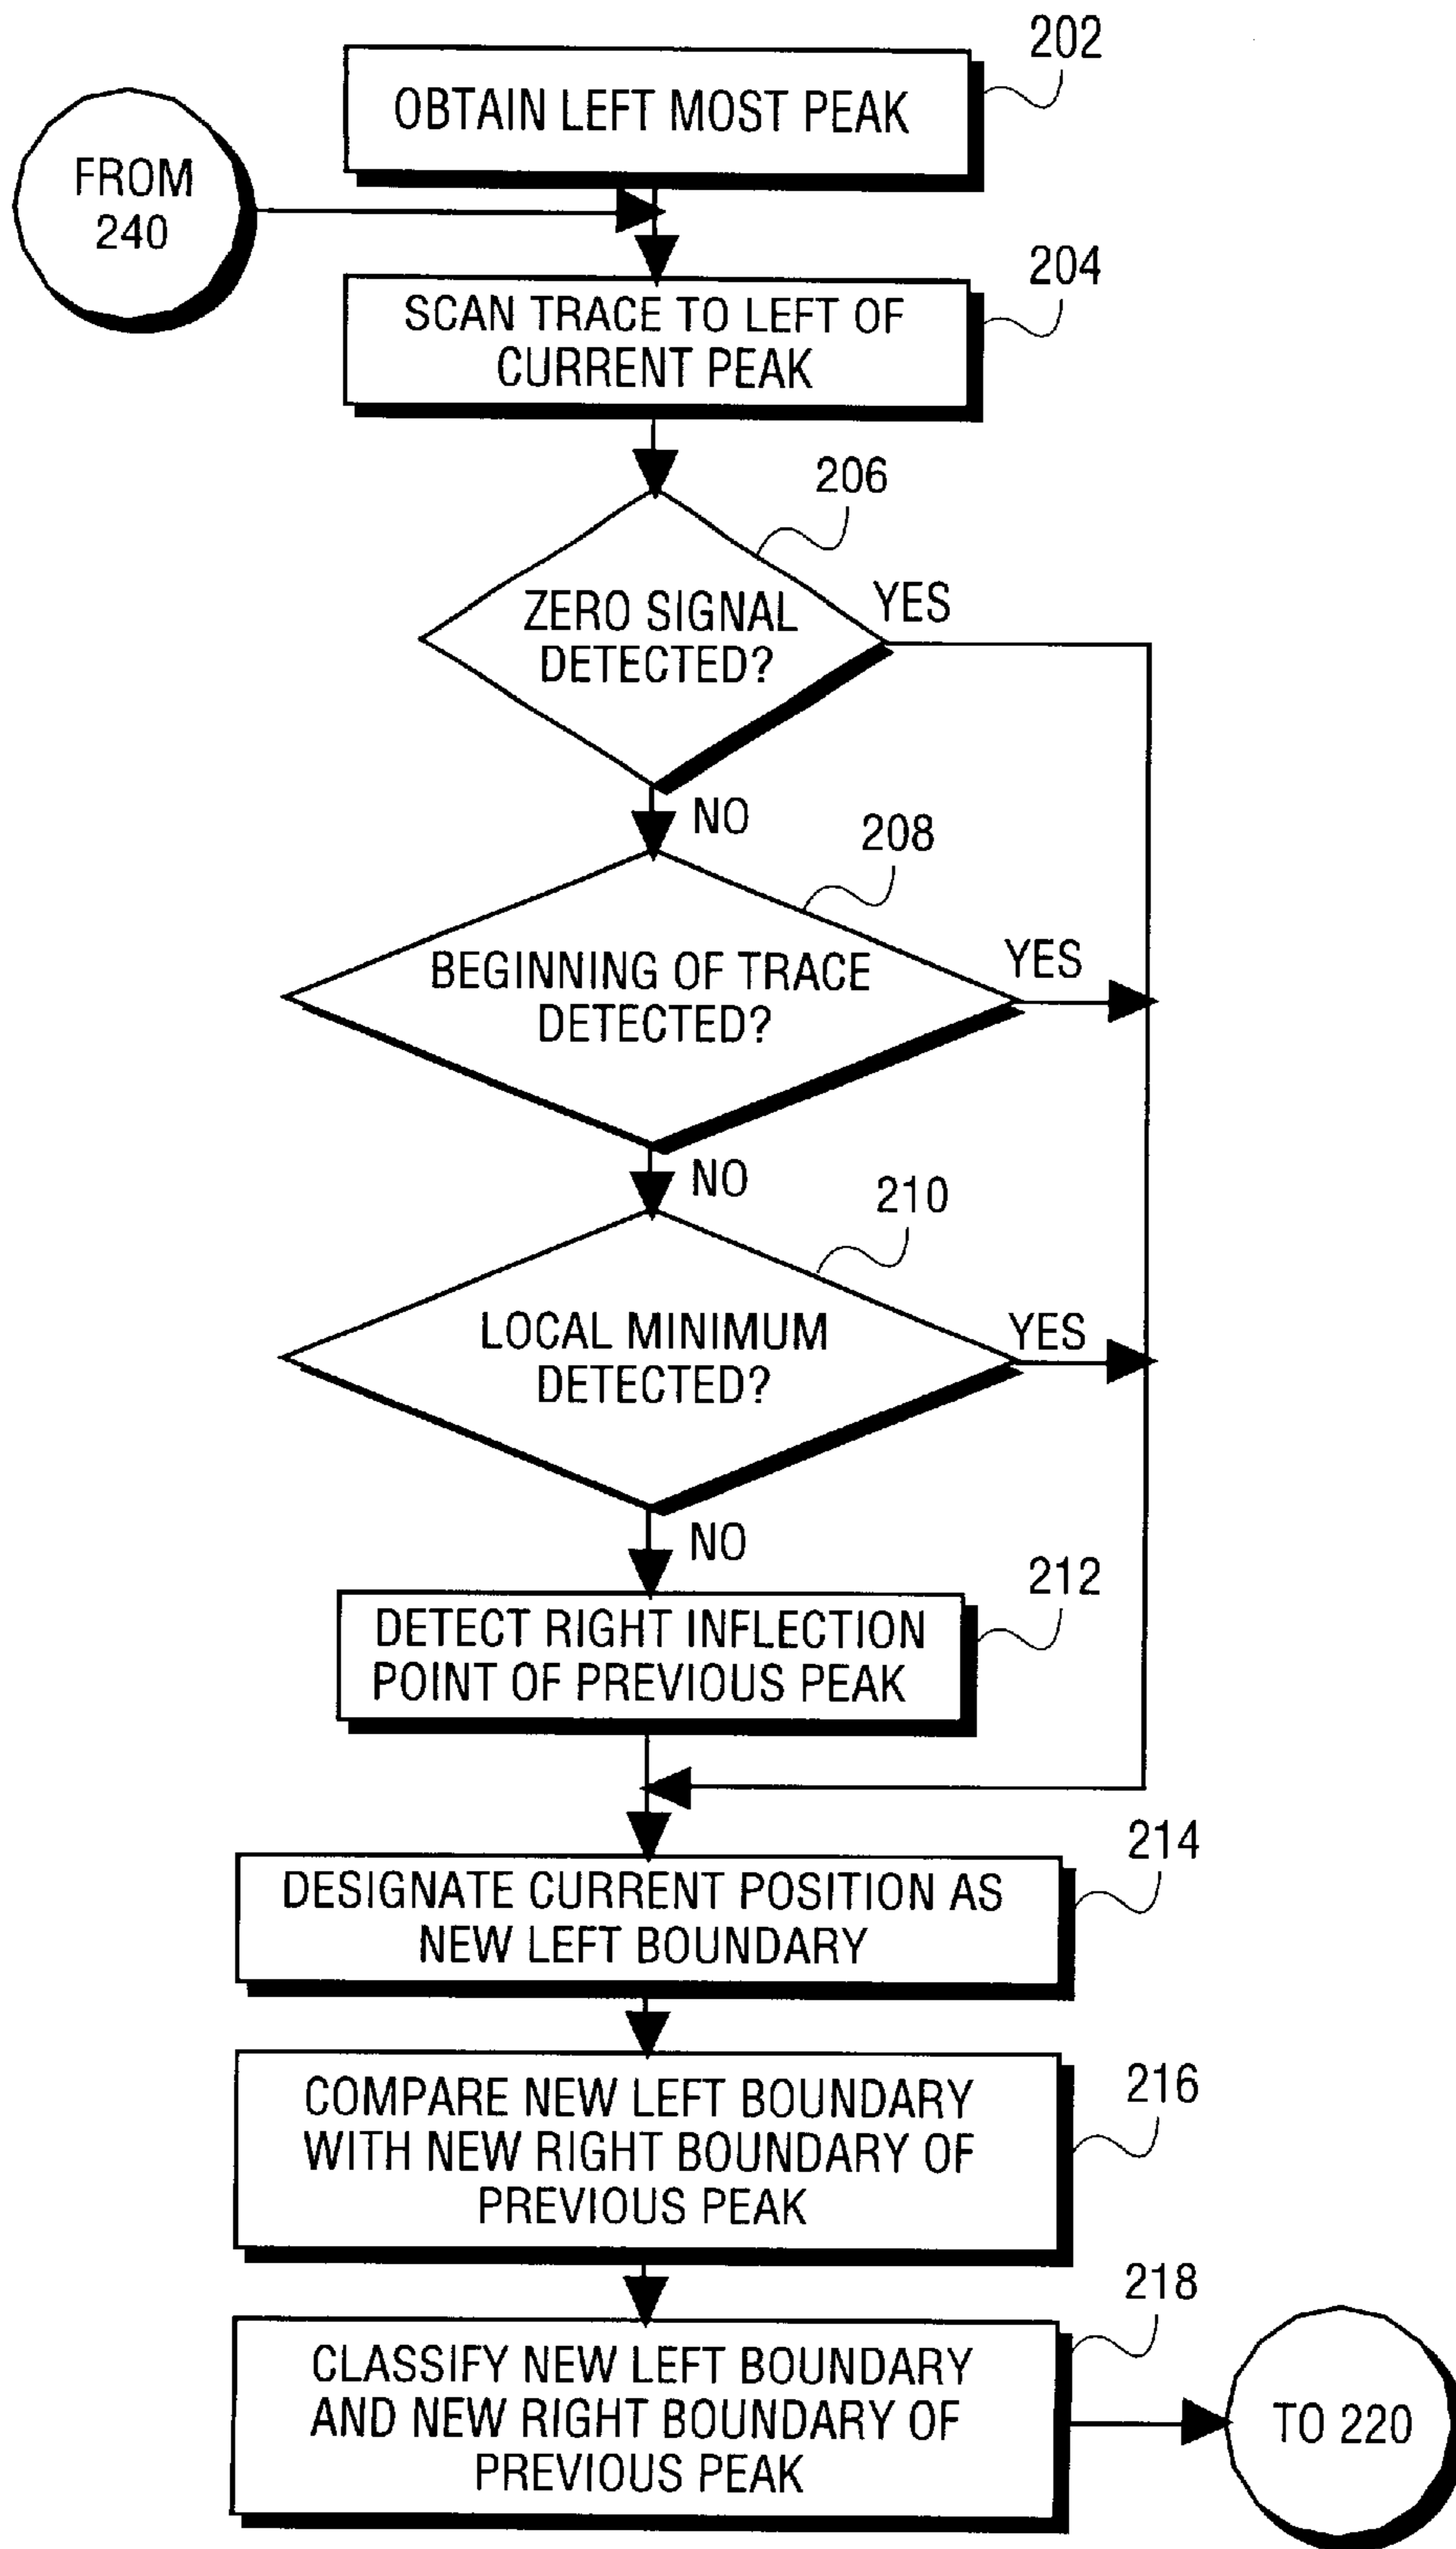 202
OBTAIN LEFT MOST PEAK
FROM
240
204
SCAN TRACE TO LEFT OF
CURRENT PEAK
206
ZERO SIGNAL
DETECTED?
YES
NO
208
BEGINNING OF TRACE
DETECTED?
YES
NO
210
LOCAL MINIMUM
DETECTED?
YES
NO
212
DETECT RIGHT INFLECTION
POINT OF PREVIOUS PEAK
214
DESIGNATE CURRENT POSITION AS
NEW LEFT BOUNDARY
216
COMPARE NEW LEFT BOUNDARY
WITH NEW RIGHT BOUNDARY OF
PREVIOUS PEAK
218
CLASSIFY NEW LEFT BOUNDARY
AND NEW RIGHT BOUNDARY OF
PREVIOUS PEAK
TO 220